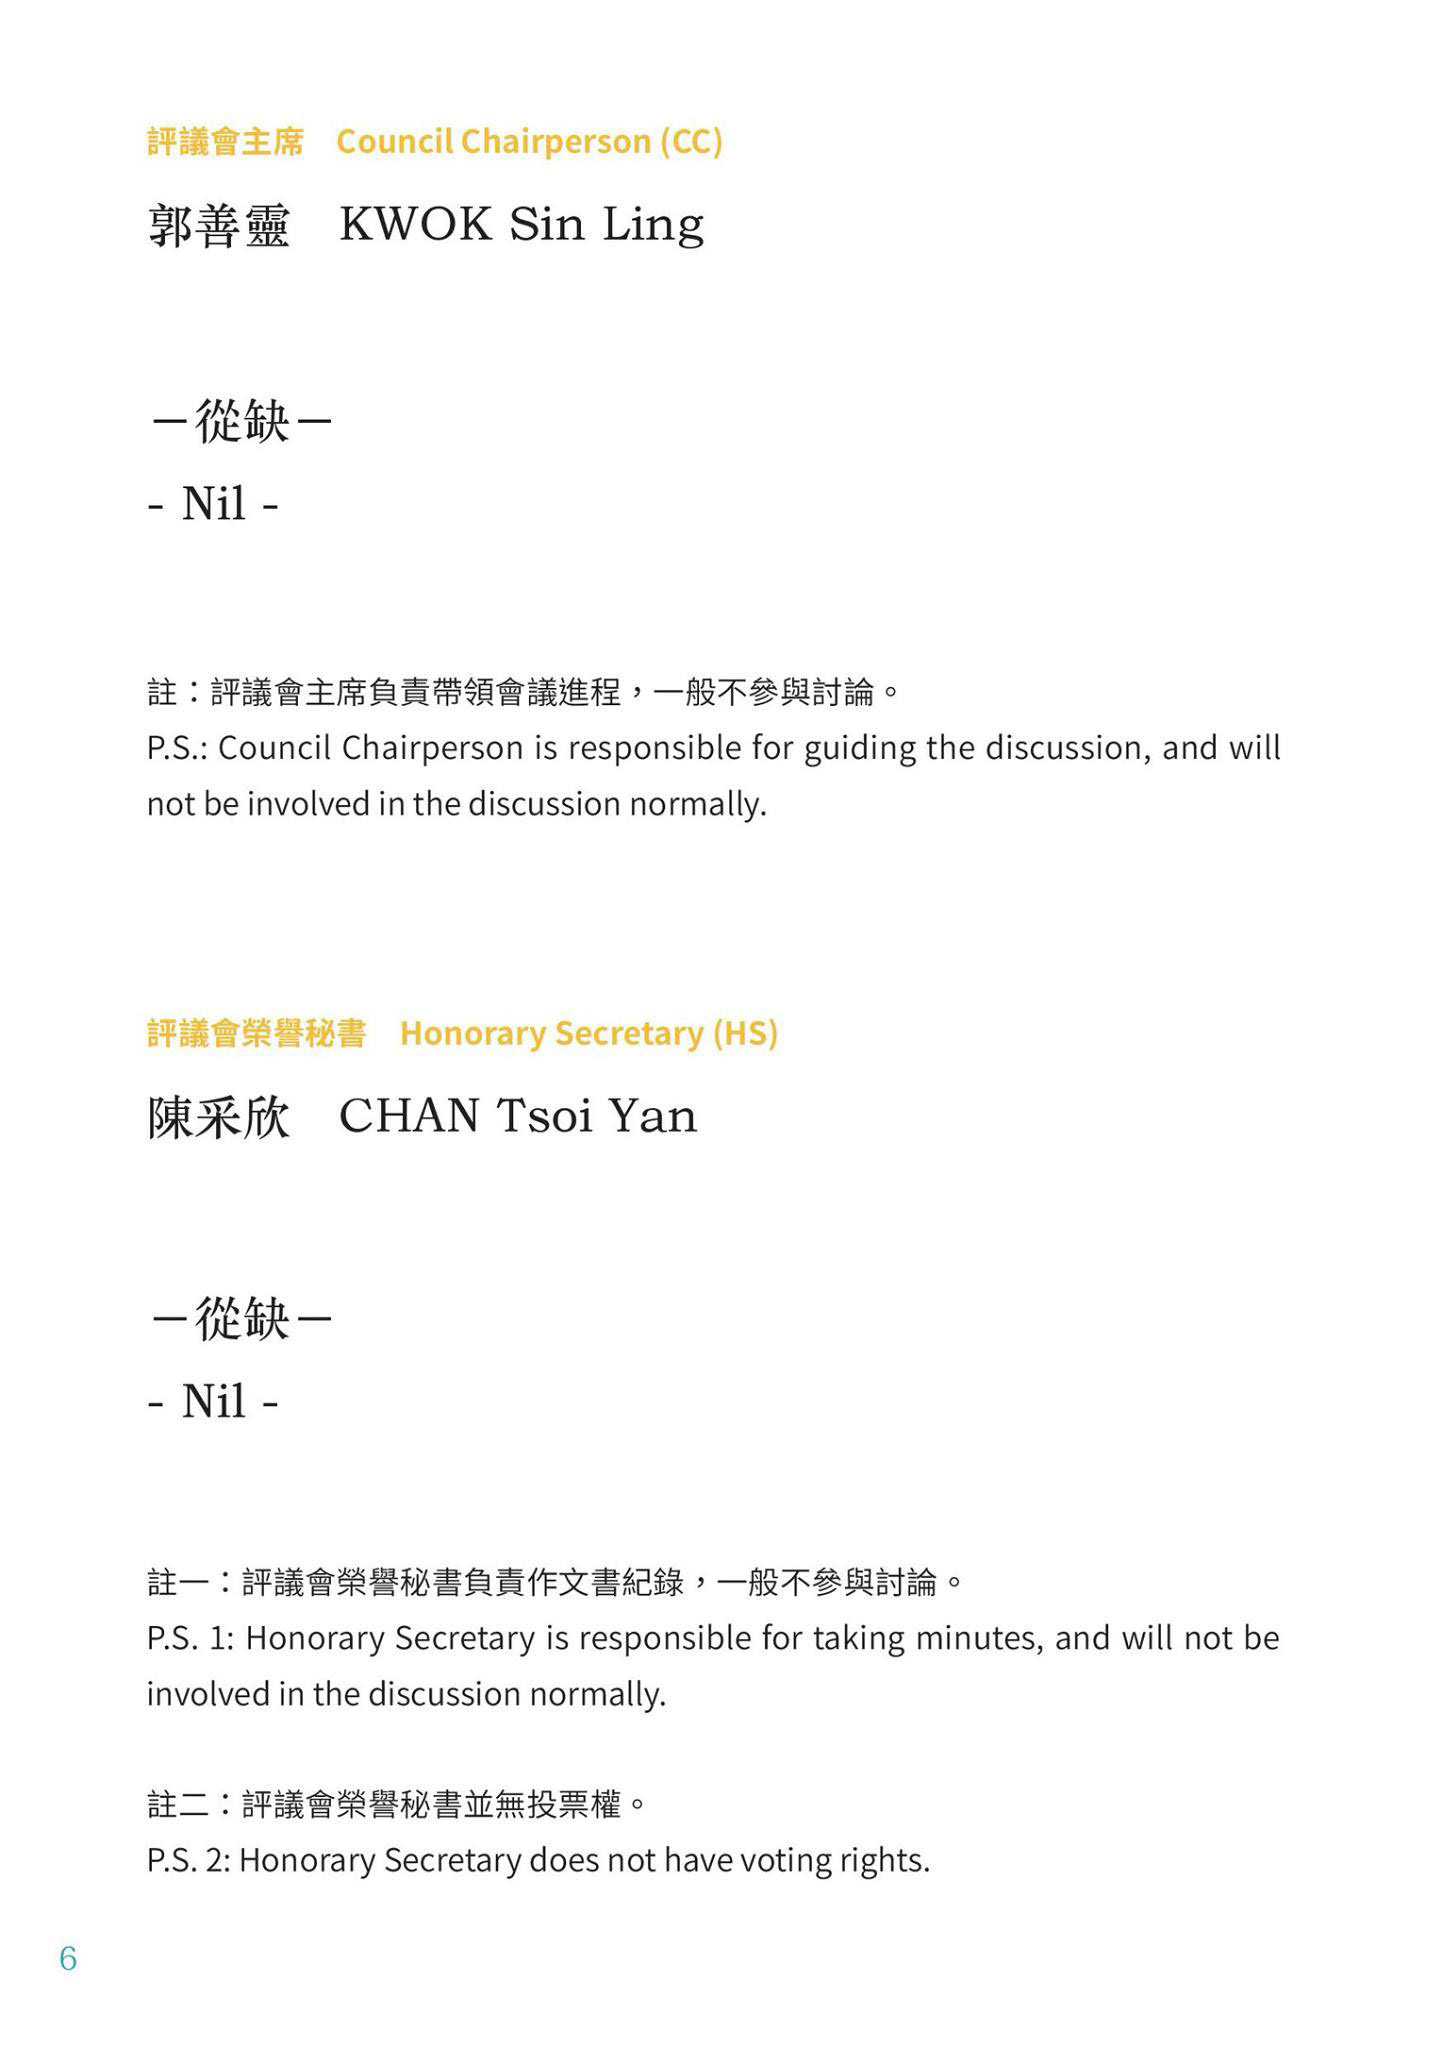 評議會主席　Council Chairperson (CC)
郭善靈　KWOK Sin Ling
－從缺－
- Nil -
註：評議會主席負責帶領會議進程，一般不參與討論。
P.S.: Council Chairperson is responsible for guiding the discussion, and will
not be involved in the discussion normally.
評議會榮譽秘書　Honorary Secretary (HS)
陳采欣　CHAN Tsoi Yan
－從缺－
- Nil -
註一：評議會榮譽秘書負責作文書紀錄，一般不參與討論。
P.S. 1: Honorary Secretary is responsible for taking minutes, and will not be
involved in the discussion normally.
註二：評議會榮譽秘書並無投票權。
P.S. 2: Honorary Secretary does not have voting rights.
6